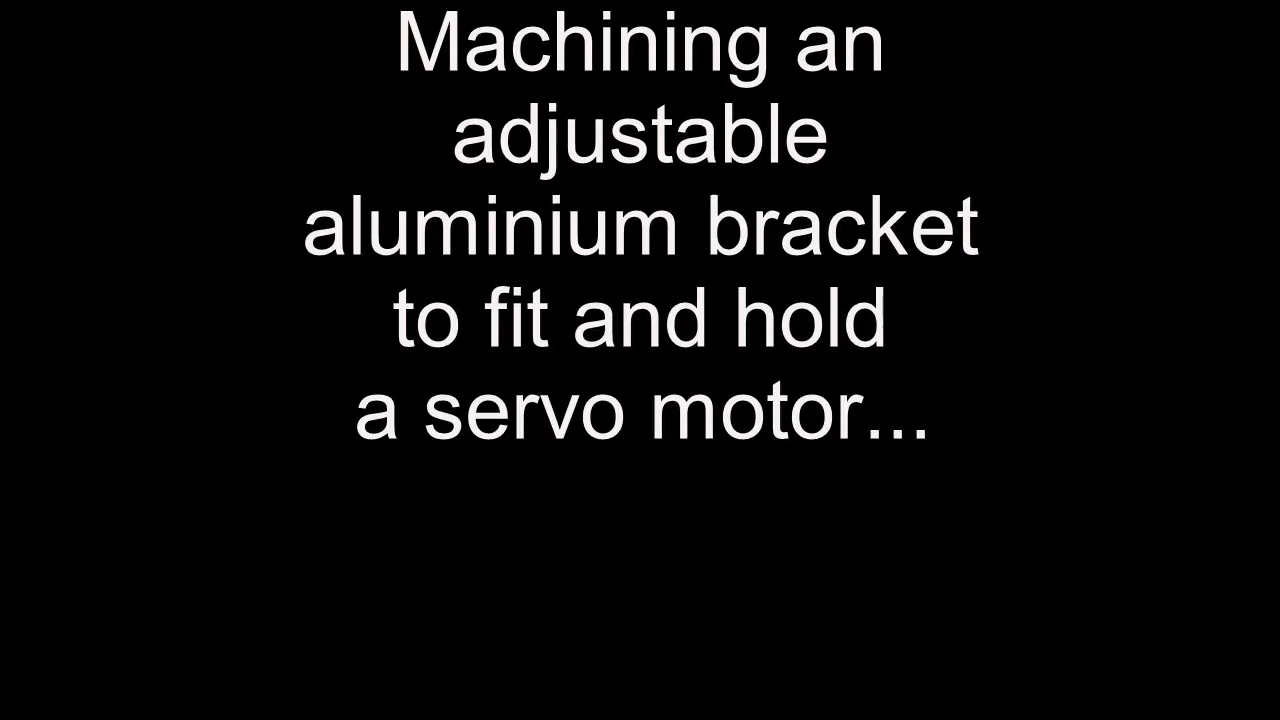 Machining an
adjustable
aluminium bracket
to fit and hold
a servo motor...